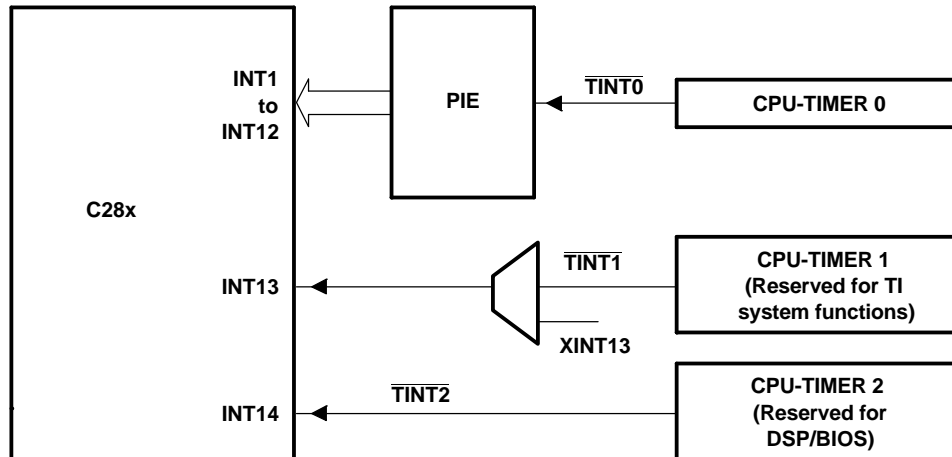 INT1
to
INT12
PIE
TINT0
CPU-TIMER 0
C28x
INT13
TINT1
XINT13
CPU-TIMER 1
(Reserved for TI
system functions)
INT14
TINT2
CPU-TIMER 2
(Reserved for
DSP/BIOS)